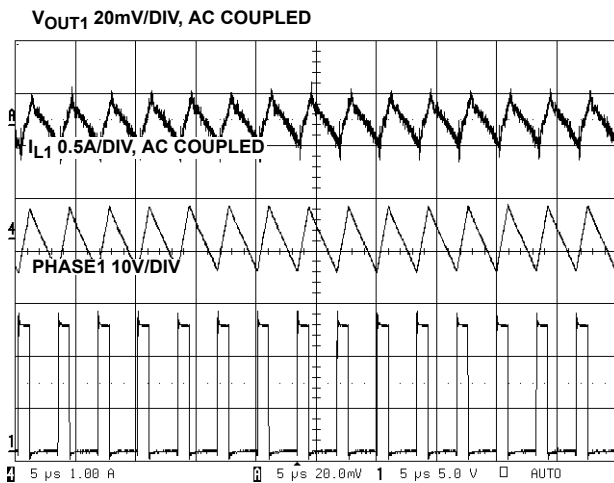 VOUT1 20mV/DIV, AC COUPLED
A
IL1 0.5A/DIV, AC COUPLED
4
PHASE1 10V/DIV
1
4 5 µs 1.00 A A 5 µs 20.0mV 1 5 µs 5.0 V AUTO